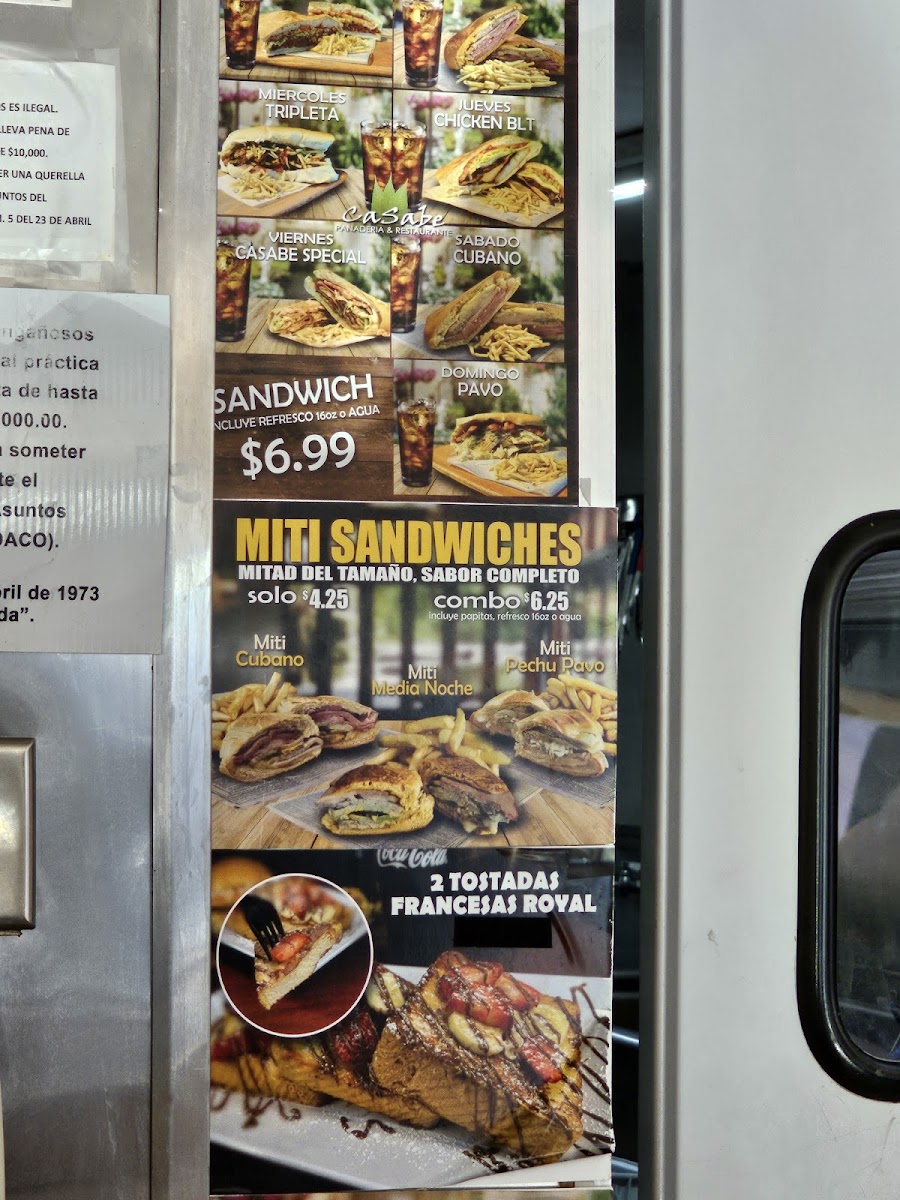 S ES ILEGAL.
LLEVA PENA DE
E $10,000.
ER UNA QUERELLA
UNTOS DEL
. 5 DEL 23 DE ABRIL
ngañosos
al práctica
a de hasta
000.00.
someter
te el
suntos
DACO).
ril de 1973
da”.
MIERCOLES
TRIPLETA
JUEVES
CHICKEN BLT
CaSabe
PANADERIA & RESTAURANTE
VIERNES
CASABE SPECIAL
SABADO
CUBANO
SANDWICH
INCLUYE REFRESCO 16oz o AGUA
$6.99
DOMINGO
PAVO
MITI SANDWICHES
MITAD DEL TAMAÑO, SABOR COMPLETO
solo $4.25
combo $6.25
incluye papitas, refresco 16oz o agua
Miti
Cubano
Miti
Media Noche
Miti
Pechu Pavo
Coca-Cola
2 TOSTADAS
FRANCESAS ROYAL